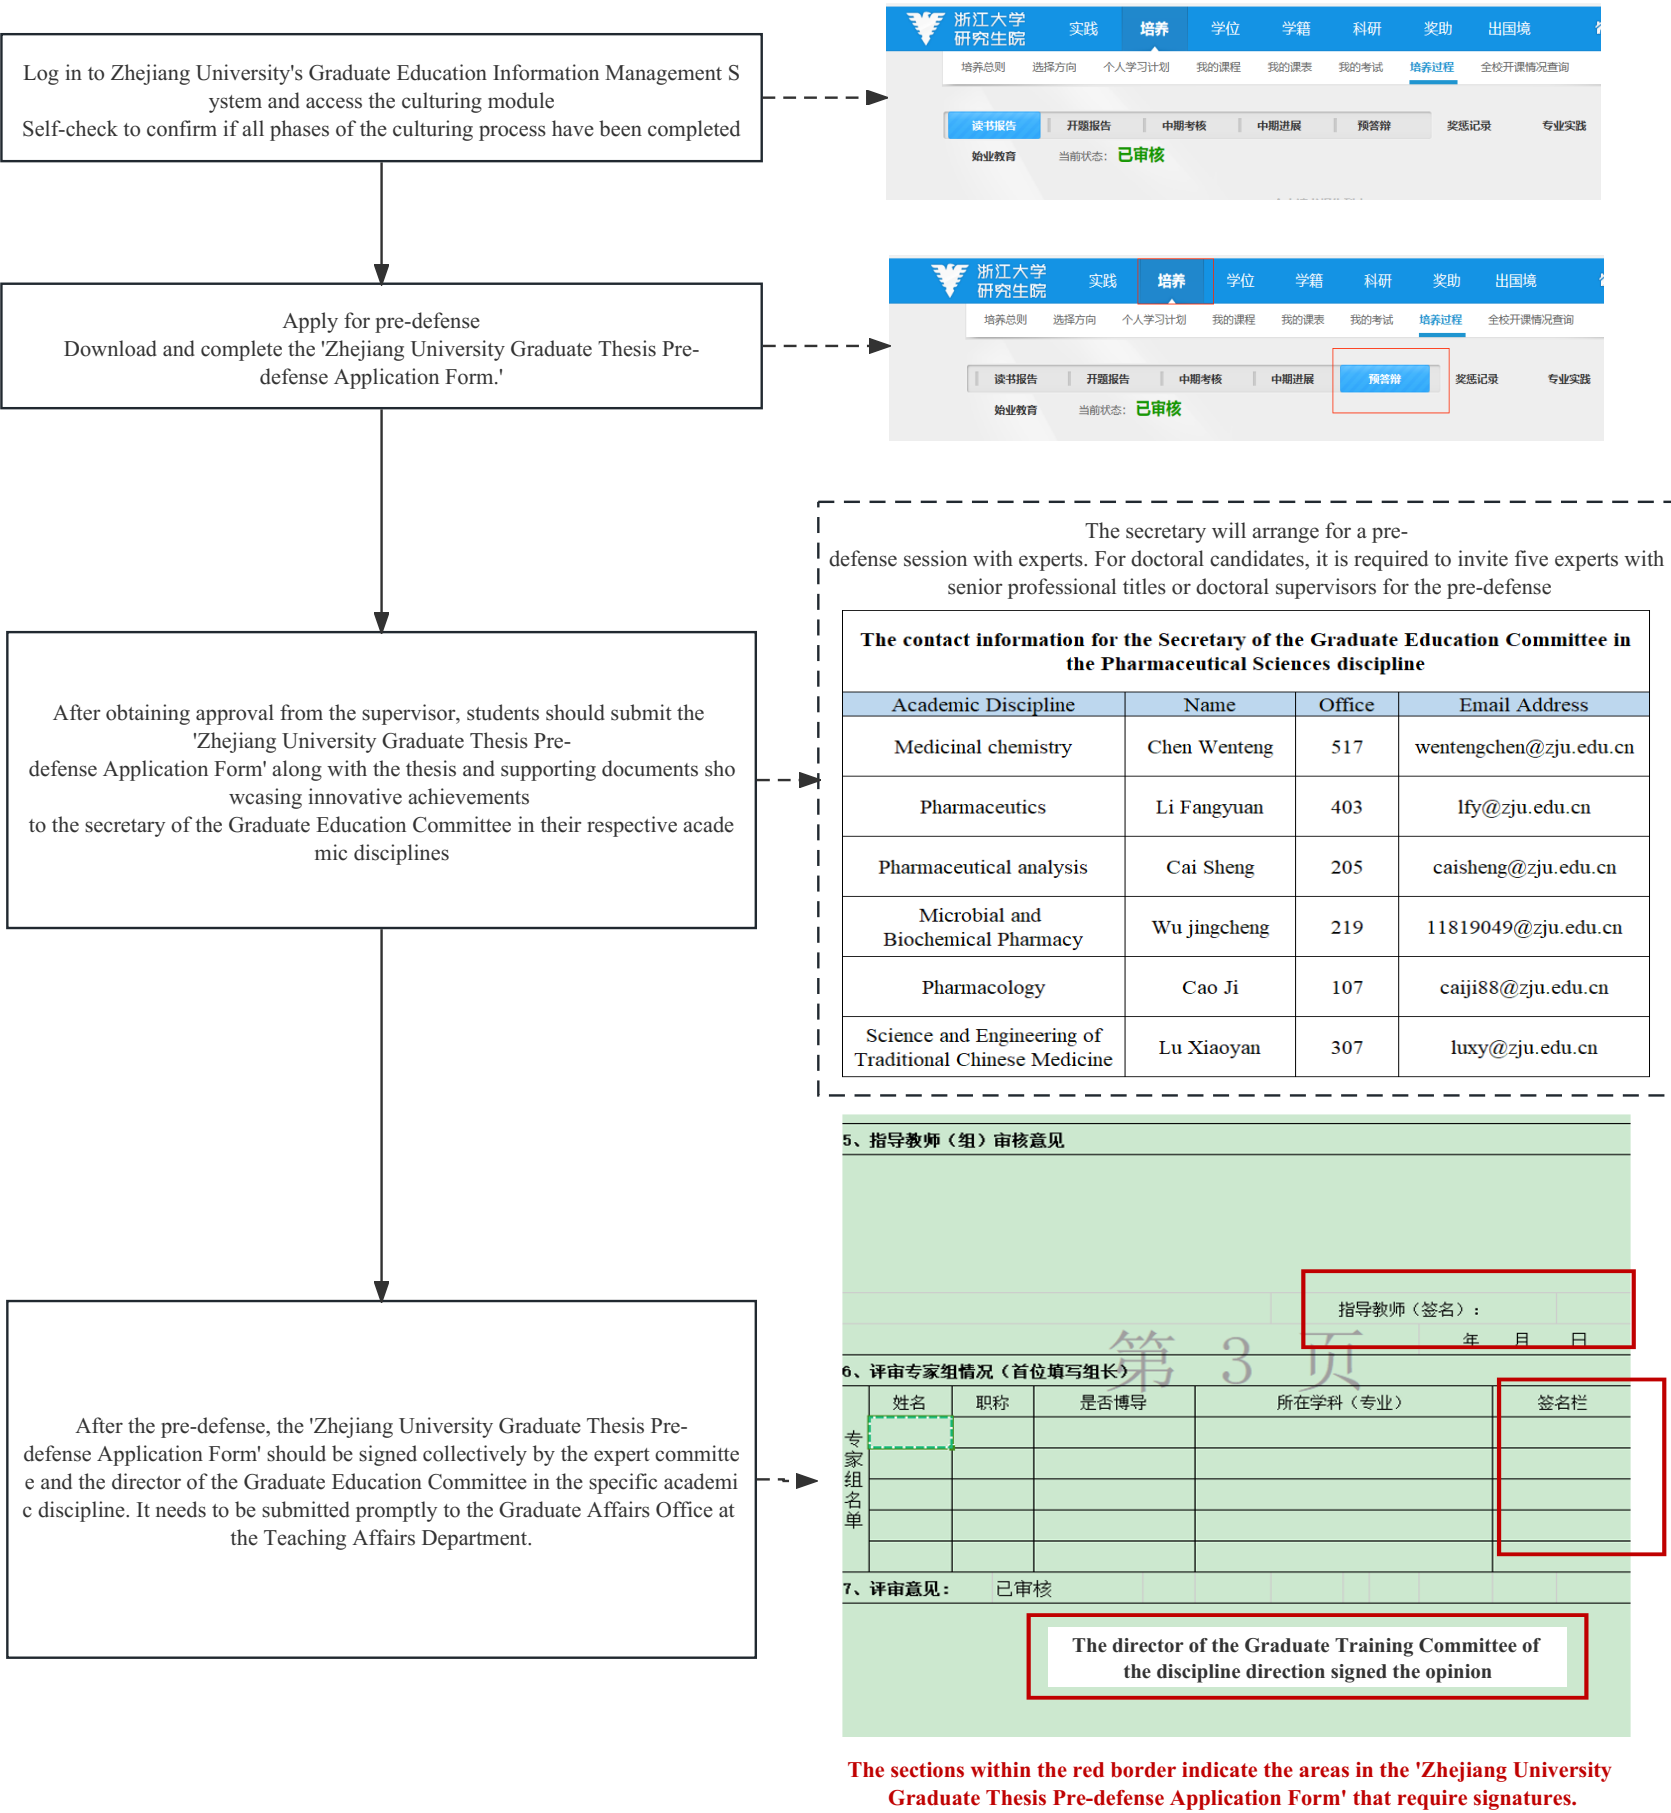 Log in to Zhejiang University's Graduate Education Information Management S
ystem and access the culturing module
Self-check to confirm if all phases of the culturing process have been completed
浙江大学
研究生院
实践 培养 学位 学籍 科研 奖助 出国境
培养总则 选择方向 个人学习计划 我的课程 我的课表 我的考试 培养过程 全校开课情况查询
读书报告 开题报告 中期考核 中期进展 预答辩 奖惩记录 专业实践
始业教育 当前状态: 已审核
Apply for pre-defense
Download and complete the 'Zhejiang University Graduate Thesis Pre-
defense Application Form.'
浙江大学
研究生院
实践 培养 学位 学籍 科研 奖助 出国境
培养总则 选择方向 个人学习计划 我的课程 我的课表 我的考试 培养过程 全校开课情况查询
读书报告 开题报告 中期考核 中期进展 预答辩 奖惩记录 专业实践
始业教育 当前状态: 已审核
After obtaining approval from the supervisor, students should submit the
'Zhejiang University Graduate Thesis Pre-
defense Application Form' along with the thesis and supporting documents sho
wcasing innovative achievements
to the secretary of the Graduate Education Committee in their respective acade
mic disciplines
The secretary will arrange for a pre-
defense session with experts. For doctoral candidates, it is required to invite five experts with
senior professional titles or doctoral supervisors for the pre-defense
The contact information for the Secretary of the Graduate Education Committee in
the Pharmaceutical Sciences discipline
Academic Discipline Name Office Email Address
Medicinal chemistry Chen Wenteng 517 wentengchen@zju.edu.cn
Pharmaceutics Li Fangyuan 403 lfy@zju.edu.cn
Pharmaceutical analysis Cai Sheng 205 caisheng@zju.edu.cn
Microbial and
Biochemical Pharmacy Wu jingcheng 219 11819049@zju.edu.cn
Pharmacology Cao Ji 107 caiji88@zju.edu.cn
Science and Engineering of
Traditional Chinese Medicine Lu Xiaoyan 307 luxy@zju.edu.cn
After the pre-defense, the 'Zhejiang University Graduate Thesis Pre-
defense Application Form' should be signed collectively by the expert committe
e and the director of the Graduate Education Committee in the specific academi
c discipline. It needs to be submitted promptly to the Graduate Affairs Office at
the Teaching Affairs Department.
5、指导教师（组）审核意见
指导教师（签名）:
年 月 日
第 3 页
6、评审专家组情况（首位填写组长）
姓名 职称 是否博导 所在学科（专业） 签名栏
专家组名单
7、评审意见: 已审核
The director of the Graduate Training Committee of
the discipline direction signed the opinion
The sections within the red border indicate the areas in the 'Zhejiang University
Graduate Thesis Pre-defense Application Form' that require signatures.